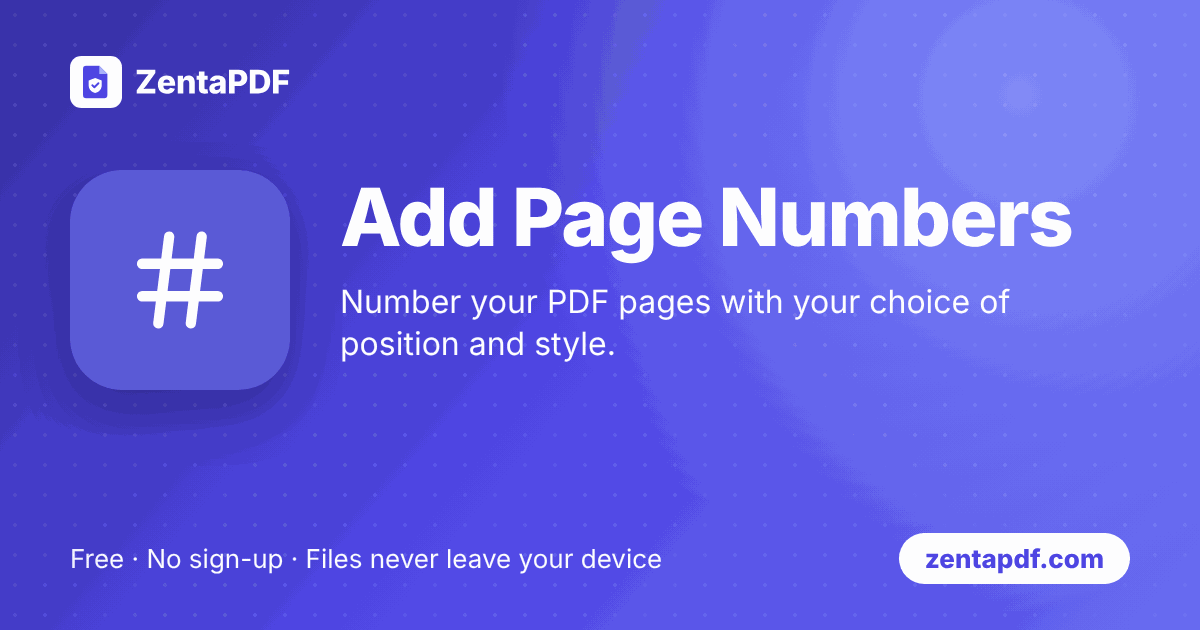 ZentaPDF
#
Add Page Numbers
Number your PDF pages with your choice of
position and style.
Free · No sign-up · Files never leave your device
zentapdf.com